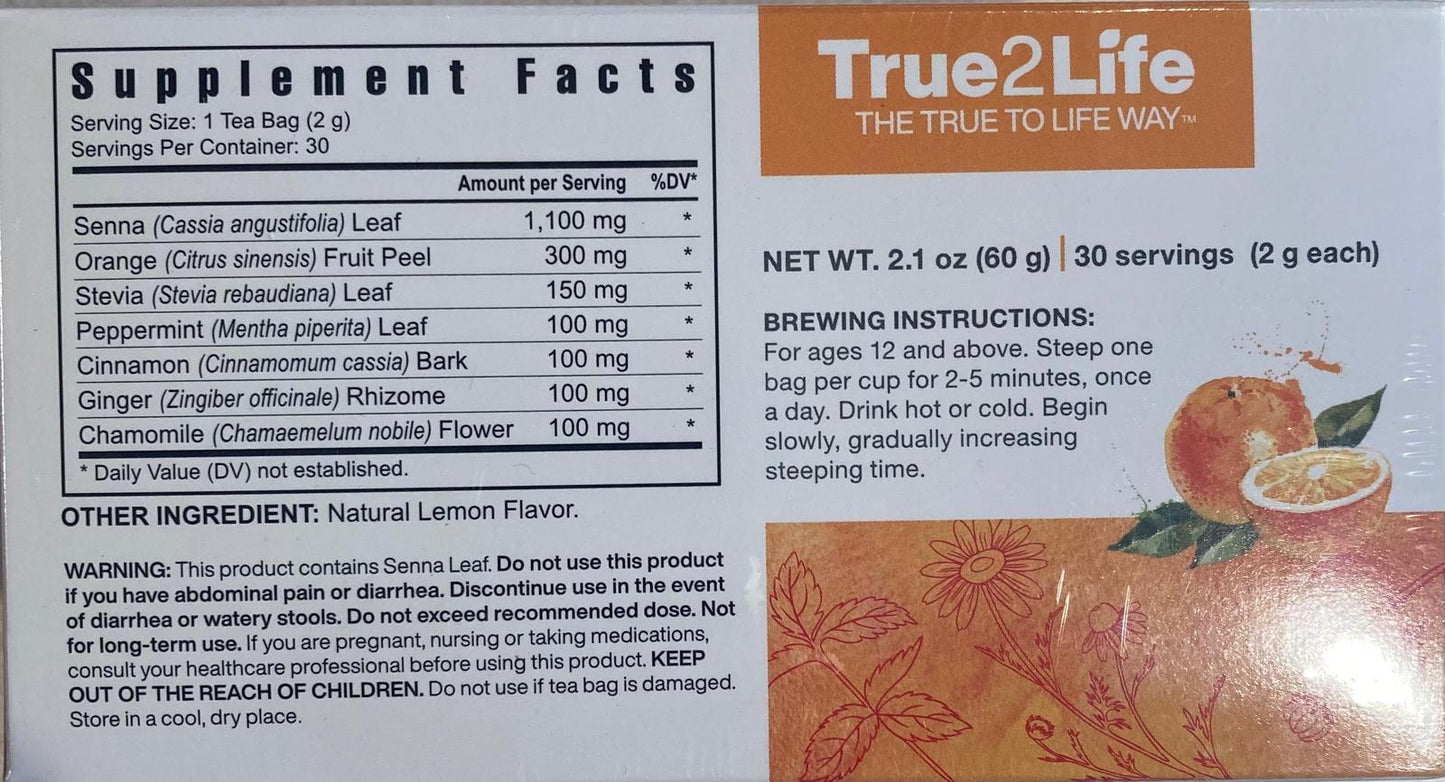 Supplement Facts
Serving Size: 1 Tea Bag (2 g)
Servings Per Container: 30
Amount per Serving %DV*
Senna (Cassia angustifolia) Leaf 1,100 mg *
Orange (Citrus sinensis) Fruit Peel 300 mg *
Stevia (Stevia rebaudiana) Leaf 150 mg *
Peppermint (Mentha piperita) Leaf 100 mg *
Cinnamon (Cinnamomum cassia) Bark 100 mg *
Ginger (Zingiber officinale) Rhizome 100 mg *
Chamomile (Chamaemelum nobile) Flower 100 mg *
* Daily Value (DV) not established.
OTHER INGREDIENT: Natural Lemon Flavor.
WARNING: This product contains Senna Leaf. Do not use this product
if you have abdominal pain or diarrhea. Discontinue use in the event
of diarrhea or watery stools. Do not exceed recommended dose. Not
for long-term use. If you are pregnant, nursing or taking medications,
consult your healthcare professional before using this product. KEEP
OUT OF THE REACH OF CHILDREN. Do not use if tea bag is damaged.
Store in a cool, dry place.
True2Life
THE TRUE TO LIFE WAY™
NET WT. 2.1 oz (60 g) | 30 servings (2 g each)
BREWING INSTRUCTIONS:
For ages 12 and above. Steep one
bag per cup for 2-5 minutes, once
a day. Drink hot or cold. Begin
slowly, gradually increasing
steeping time.